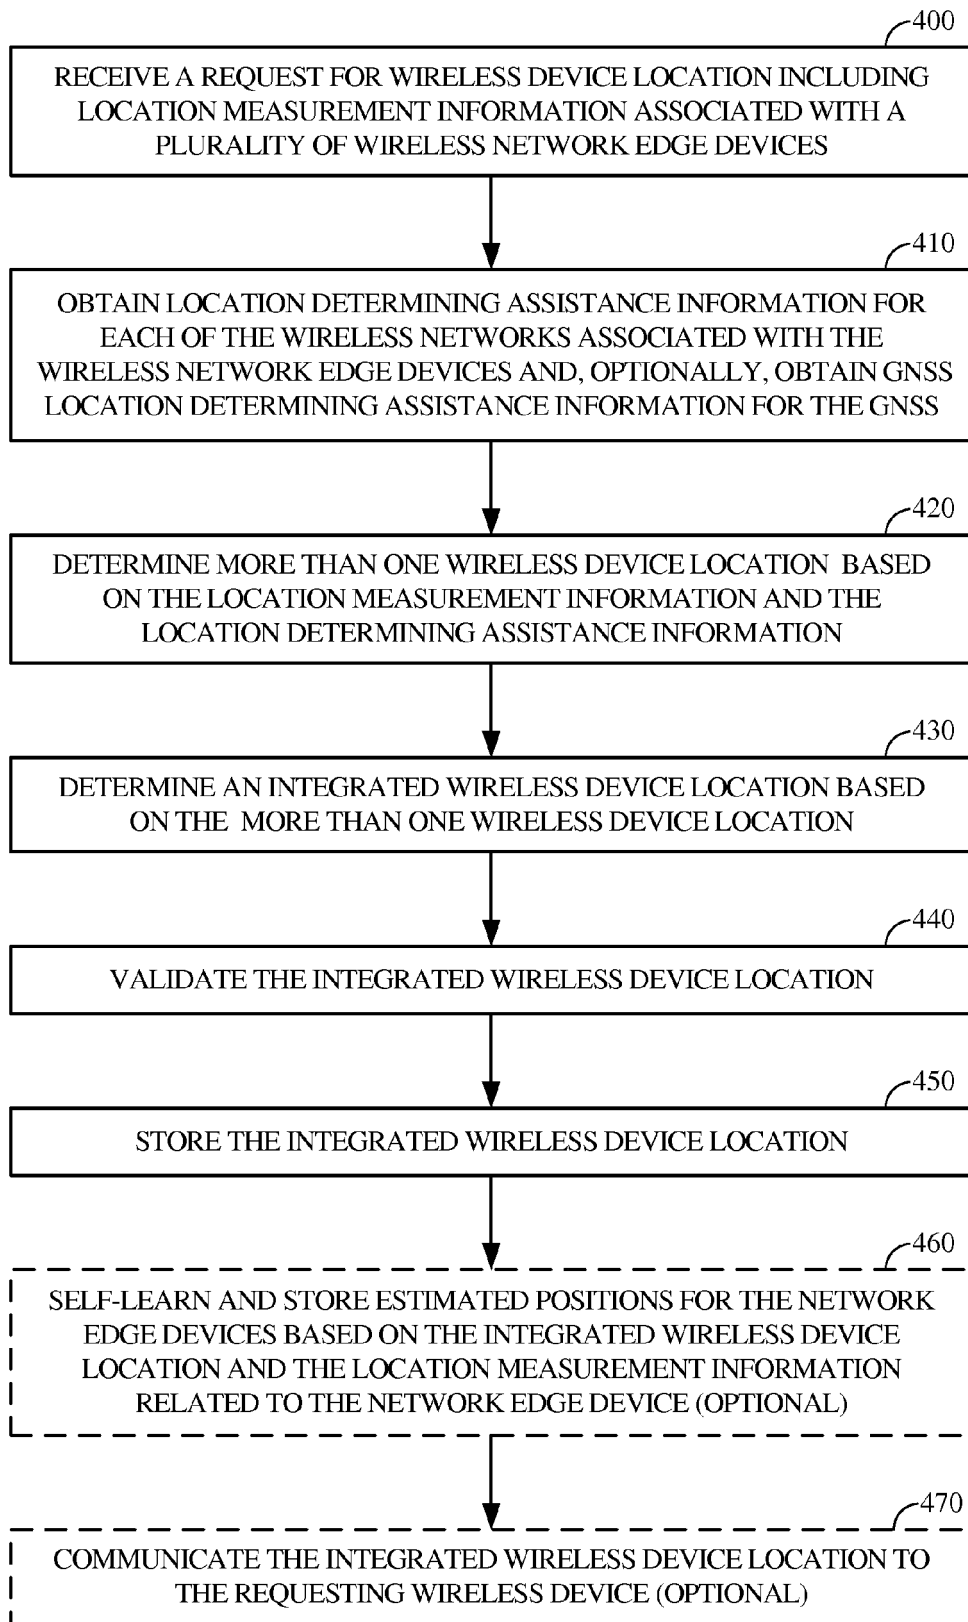 400
RECEIVE A REQUEST FOR WIRELESS DEVICE LOCATION INCLUDING
LOCATION MEASUREMENT INFORMATION ASSOCIATED WITH A
PLURALITY OF WIRELESS NETWORK EDGE DEVICES
410
OBTAIN LOCATION DETERMINING ASSISTANCE INFORMATION FOR
EACH OF THE WIRELESS NETWORKS ASSOCIATED WITH THE
WIRELESS NETWORK EDGE DEVICES AND, OPTIONALLY, OBTAIN GNSS
LOCATION DETERMINING ASSISTANCE INFORMATION FOR THE GNSS
420
DETERMINE MORE THAN ONE WIRELESS DEVICE LOCATION BASED
ON THE LOCATION MEASUREMENT INFORMATION AND THE
LOCATION DETERMINING ASSISTANCE INFORMATION
430
DETERMINE AN INTEGRATED WIRELESS DEVICE LOCATION BASED
ON THE MORE THAN ONE WIRELESS DEVICE LOCATION
440
VALIDATE THE INTEGRATED WIRELESS DEVICE LOCATION
450
STORE THE INTEGRATED WIRELESS DEVICE LOCATION
460
SELF-LEARN AND STORE ESTIMATED POSITIONS FOR THE NETWORK
EDGE DEVICES BASED ON THE INTEGRATED WIRELESS DEVICE
LOCATION AND THE LOCATION MEASUREMENT INFORMATION
RELATED TO THE NETWORK EDGE DEVICE (OPTIONAL)
470
COMMUNICATE THE INTEGRATED WIRELESS DEVICE LOCATION TO
THE REQUESTING WIRELESS DEVICE (OPTIONAL)